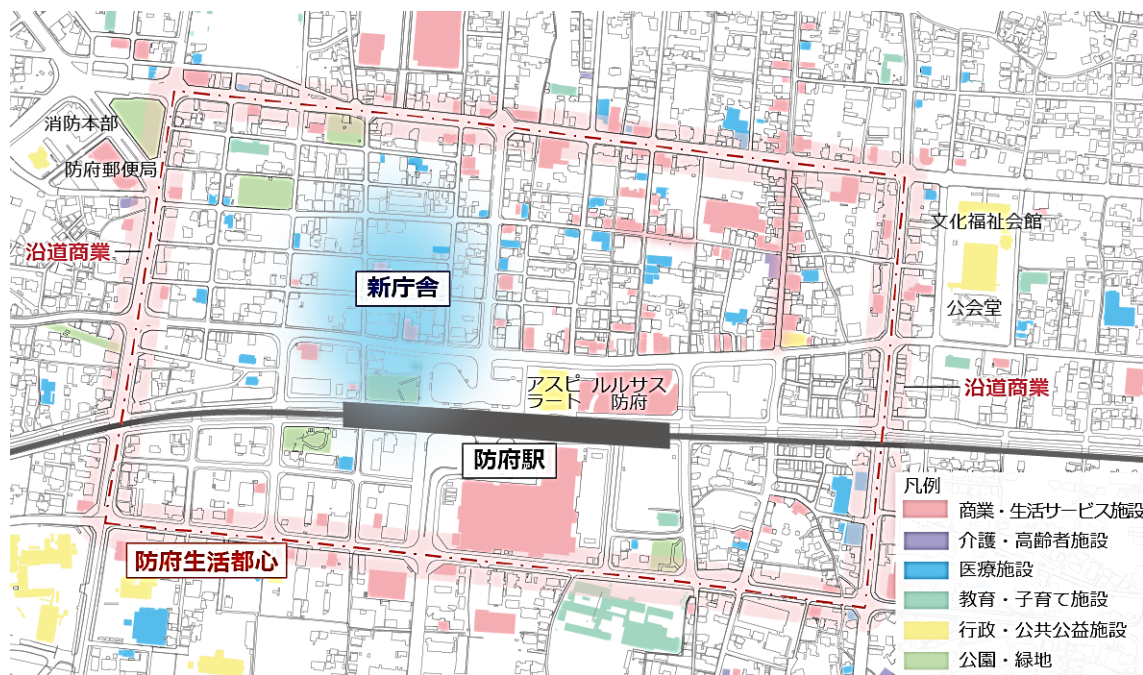 消防本部
防府郵便局
沿道商業
新庁舎
文化福祉会館
公会堂
アスピ
ラート
ルルサス
防府
沿道商業
防府駅
防府生活都心
凡例
商業・生活サービス施設
介護・高齢者施設
医療施設
教育・子育て施設
行政・公共公益施設
公園・緑地